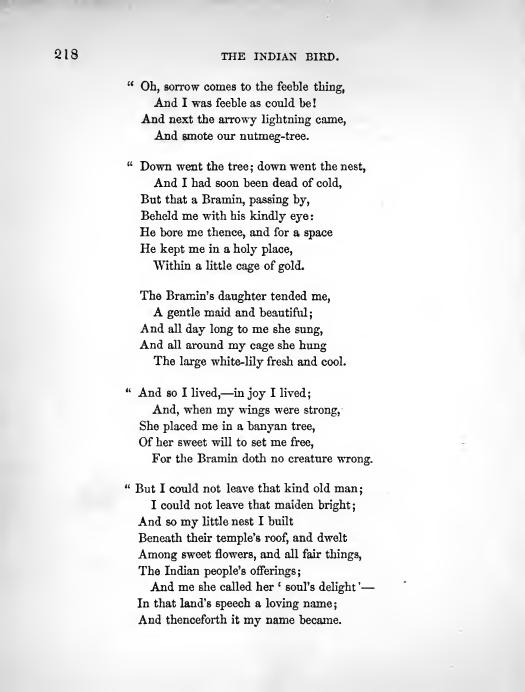 218 THE INDIAN BIRD.
“ Oh, sorrow comes to the feeble thing,
And I was feeble as could be!
And next the arrowy lightning came,
And smote our nutmeg-tree.
“ Down went the tree; down went the nest,
And I had soon been dead of cold,
But that a Bramin, passing by,
Beheld me with his kindly eye:
He bore me thence, and for a space
He kept me in a holy place,
Within a little cage of gold.
The Bramin's daughter tended me,
A gentle maid and beautiful;
And all day long to me she sung,
And all around my cage she hung
The large white-lily fresh and cool.
“ And so I lived,—in joy I lived;
And, when my wings were strong,
She placed me in a banyan tree,
Of her sweet will to set me free,
For the Bramin doth no creature wrong.
“ But I could not leave that kind old man;
I could not leave that maiden bright;
And so my little nest I built
Beneath their temple's roof, and dwelt
Among sweet flowers, and all fair things,
The Indian people's offerings;
And me she called her ‘ soul's delight ’—
In that land's speech a loving name;
And thenceforth it my name became.